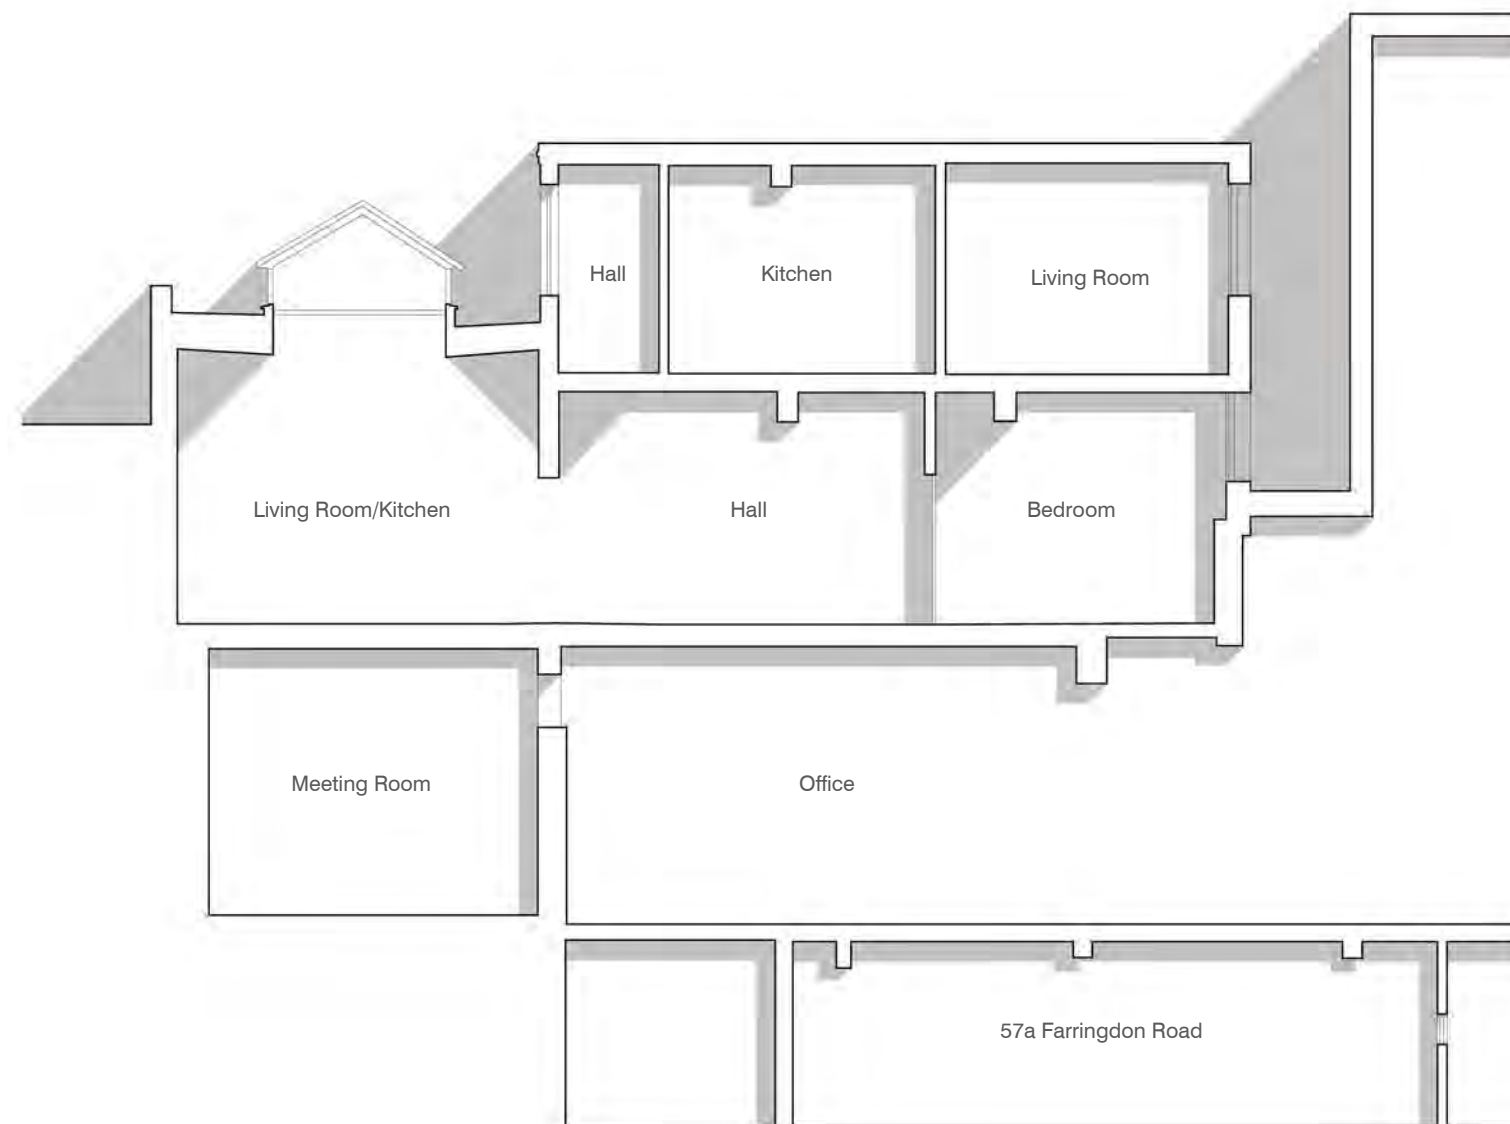 Hall
Kitchen
Living Room
Living Room/Kitchen
Hall
Bedroom
Meeting Room
Office
57a Farringdon Road